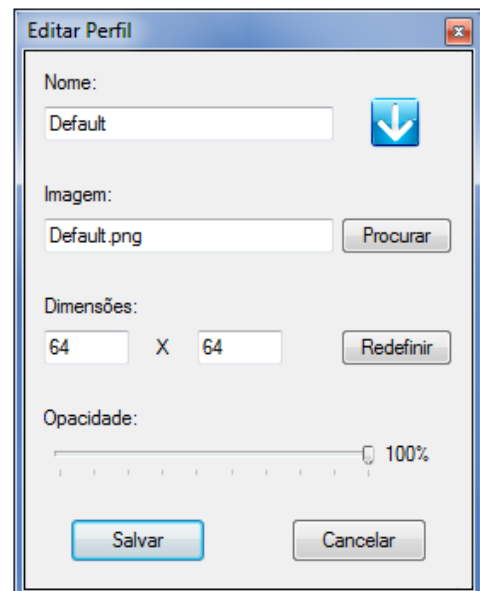 Editar Perfil
Nome:
Default
Imagem:
Default.png Procurar
Dimensões:
64 X 64 Redefinir
Opacidade:
100%
Salvar Cancelar